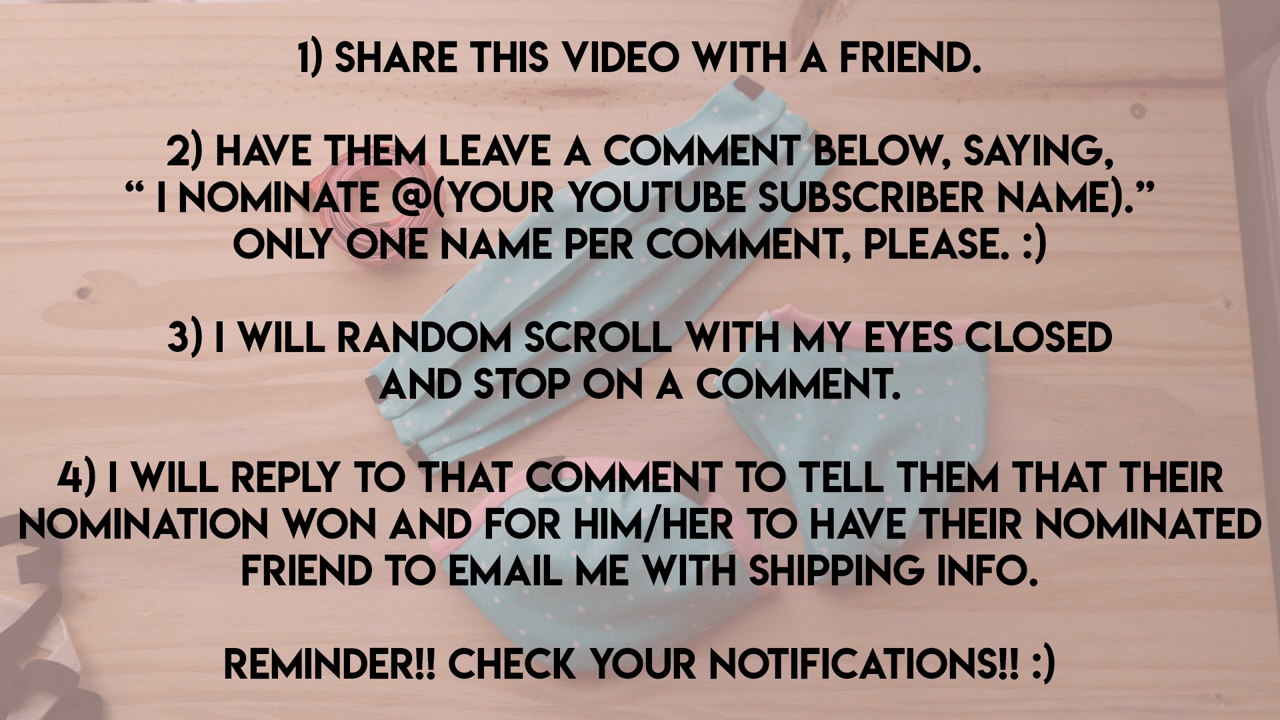 1) SHARE THIS VIDEO WITH A FRIEND.
2) HAVE THEM LEAVE A COMMENT BELOW, SAYING,
“ I NOMINATE @(YOUR YOUTUBE SUBSCRIBER NAME).”
ONLY ONE NAME PER COMMENT, PLEASE. :)
3) I WILL RANDOM SCROLL WITH MY EYES CLOSED
AND STOP ON A COMMENT.
4) I WILL REPLY TO THAT COMMENT TO TELL THEM THAT THEIR
NOMINATION WON AND FOR HIM/HER TO HAVE THEIR NOMINATED
FRIEND TO EMAIL ME WITH SHIPPING INFO.
REMINDER!! CHECK YOUR NOTIFICATIONS!! :)